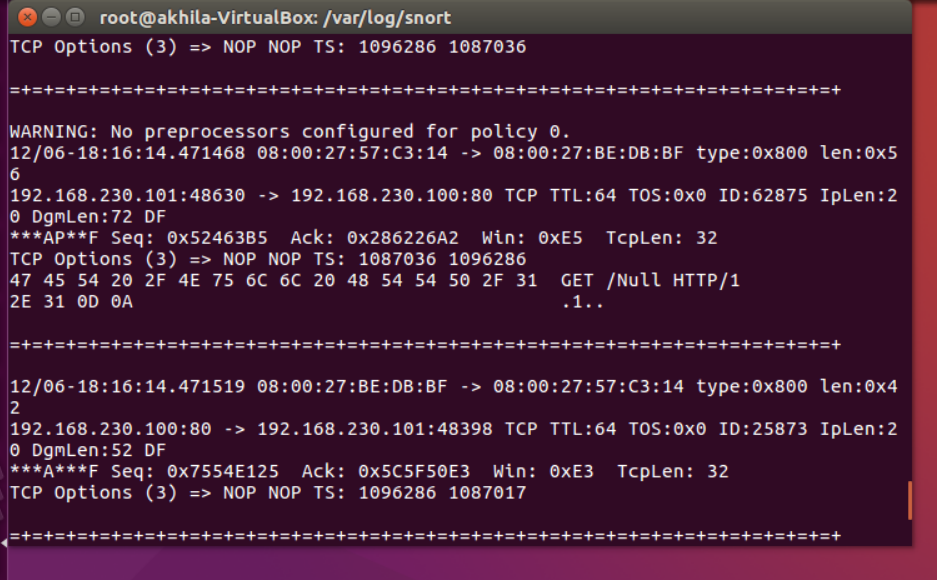 root@akhila-VirtualBox: /var/log/snort
TCP Options (3) => NOP NOP TS: 1096286 1087036
=+=+=+=+=+=+=+=+=+=+=+=+=+=+=+=+=+=+=+=+=+=+=+=+=+=+=+=+=+=+=+=+=+=+=+=+=+
WARNING: No preprocessors configured for policy 0.
12/06-18:16:14.471468 08:00:27:57:C3:14 -> 08:00:27:BE:DB:BF type:0x800 len:0x5
6
192.168.230.101:48630 -> 192.168.230.100:80 TCP TTL:64 TOS:0x0 ID:62875 IpLen:2
0 DgmLen:72 DF
***AP**F Seq: 0x52463B5  Ack: 0x286226A2  Win: 0xE5  TcpLen: 32
TCP Options (3) => NOP NOP TS: 1087036 1096286
47 45 54 20 2F 4E 75 6C 6C 20 48 54 54 50 2F 31  GET /Null HTTP/1
2E 31 0D 0A                                      .1..
=+=+=+=+=+=+=+=+=+=+=+=+=+=+=+=+=+=+=+=+=+=+=+=+=+=+=+=+=+=+=+=+=+=+=+=+=+
12/06-18:16:14.471519 08:00:27:BE:DB:BF -> 08:00:27:57:C3:14 type:0x800 len:0x4
2
192.168.230.100:80 -> 192.168.230.101:48398 TCP TTL:64 TOS:0x0 ID:25873 IpLen:2
0 DgmLen:52 DF
***A***F Seq: 0x7554E125  Ack: 0x5C5F50E3  Win: 0xE3  TcpLen: 32
TCP Options (3) => NOP NOP TS: 1096286 1087017
=+=+=+=+=+=+=+=+=+=+=+=+=+=+=+=+=+=+=+=+=+=+=+=+=+=+=+=+=+=+=+=+=+=+=+=+=+